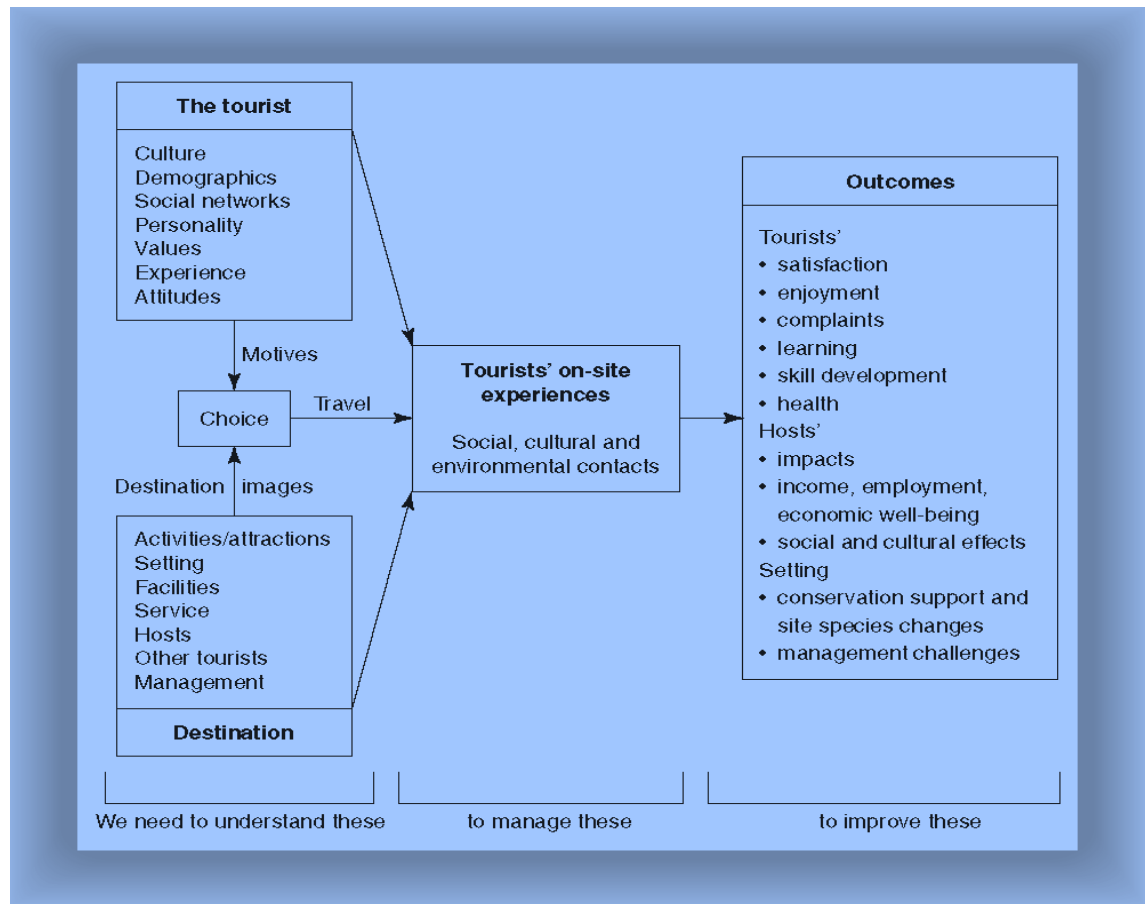 The tourist
Culture
Demographics
Social networks
Personality
Values
Experience
Attitudes
Motives
Choice
Travel
Destination images
Activities/attractions
Setting
Facilities
Service
Hosts
Other tourists
Management
Destination
Tourists' on-site
experiences
Social, cultural and
environmental contacts
Outcomes
Tourists'
• satisfaction
• enjoyment
• complaints
• learning
• skill development
• health
Hosts'
• impacts
• income, employment,
economic well-being
• social and cultural effects
Setting
• conservation support and
site species changes
• management challenges
We need to understand these
to manage these
to improve these